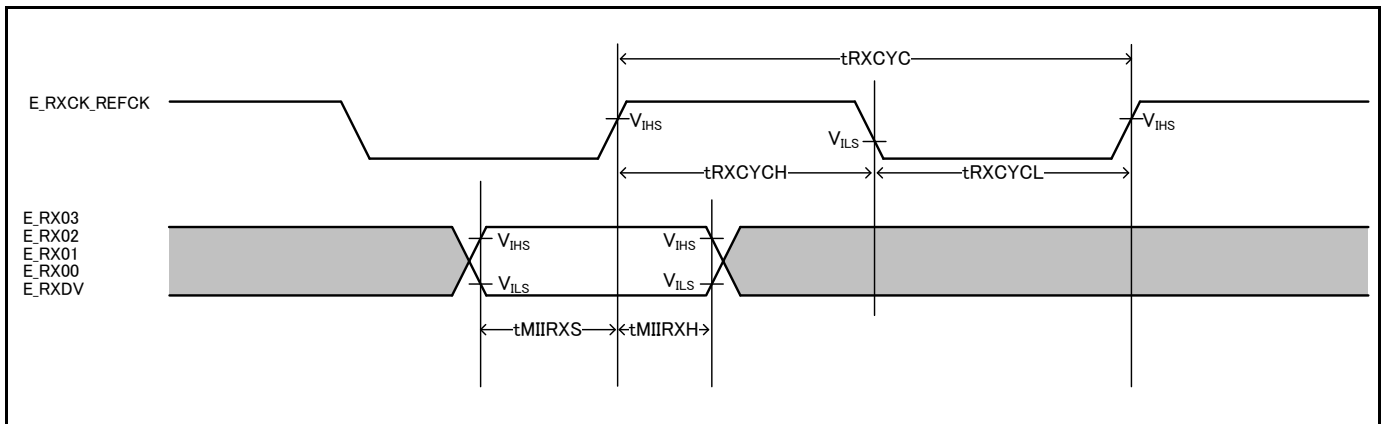 tRXCYC
E_RXCK_REFCK
VIHS
VILS
VIHS
tRXCYCH
tRXCYCL
E_RX03
E_RX02
E_RX01
E_RX00
E_RXDV
VIHS
VIHS
VILS
VILS
tMIIRXS
tMIIRXH